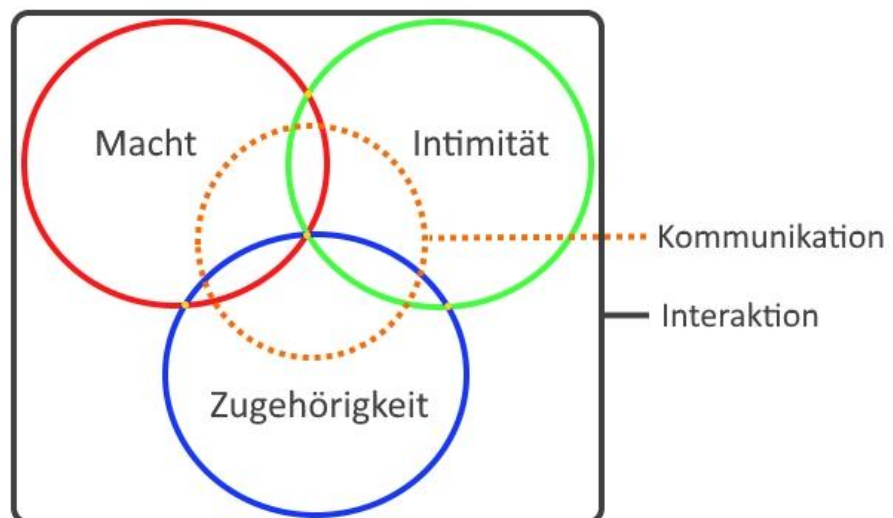 Macht
Intimität
Kommunikation
Interaktion
Zugehörigkeit